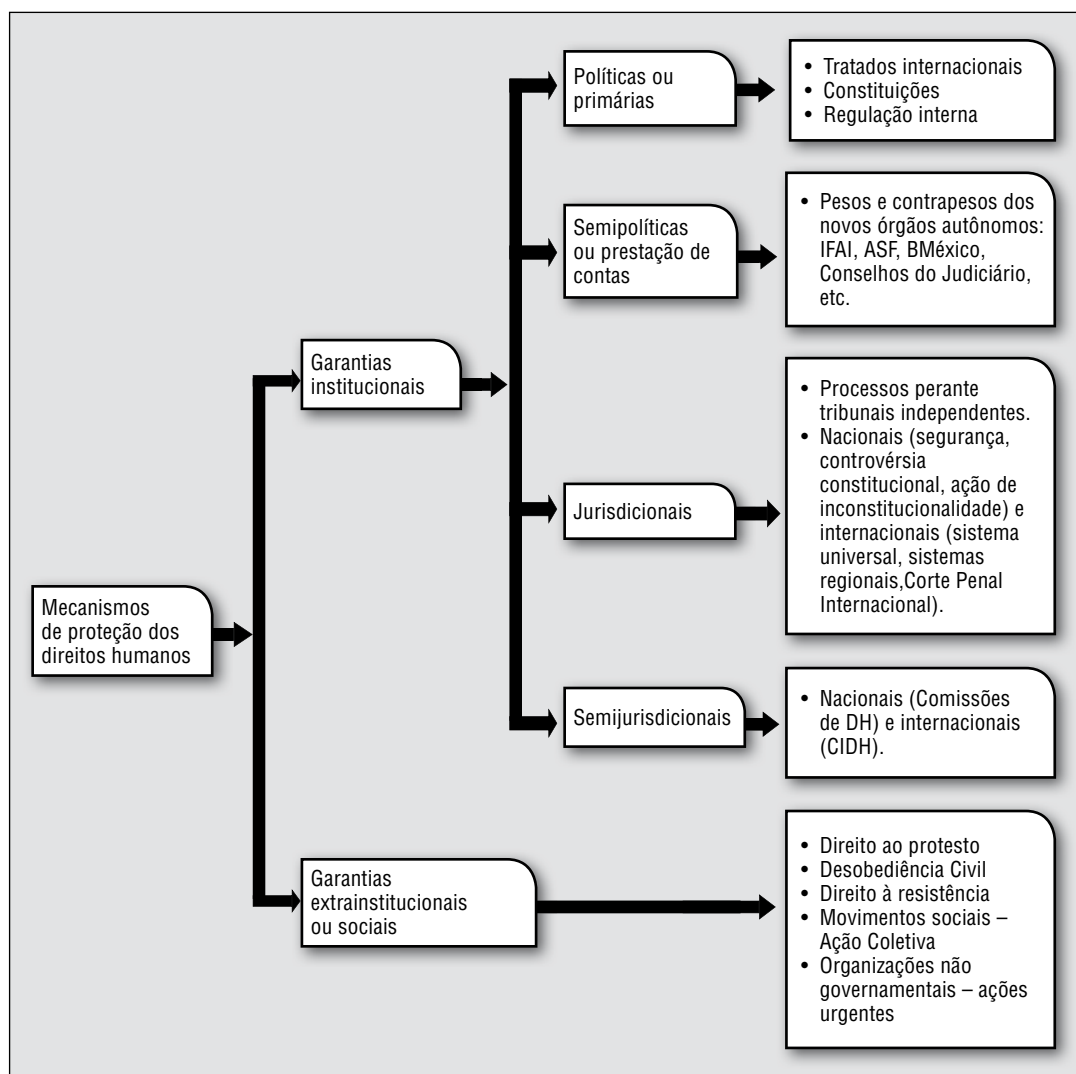 Mecanismos
de proteção dos
direitos humanos
Garantias
institucionais
Políticas ou
primárias
• Tratados internacionais
• Constituições
• Regulação interna
Semipolíticas
ou prestação de
contas
• Pesos e contrapesos dos
novos órgãos autônomos:
IFAI, ASF, BMéxico,
Conselhos do Judiciário,
etc.
Jurisdicionais
• Processos perante
tribunais independentes.
• Nacionais (segurança,
controvérsia
constitucional, ação de
inconstitucionalidade) e
internacionais (sistema
universal, sistemas
regionais,Corte Penal
Internacional).
Semijurisdicionais
• Nacionais (Comissões
de DH) e internacionais
(CIDH).
Garantias
extrainstitucionais
ou sociais
• Direito ao protesto
• Desobediência Civil
• Direito à resistência
• Movimentos sociais –
Ação Coletiva
• Organizações não
governamentais – ações
urgentes